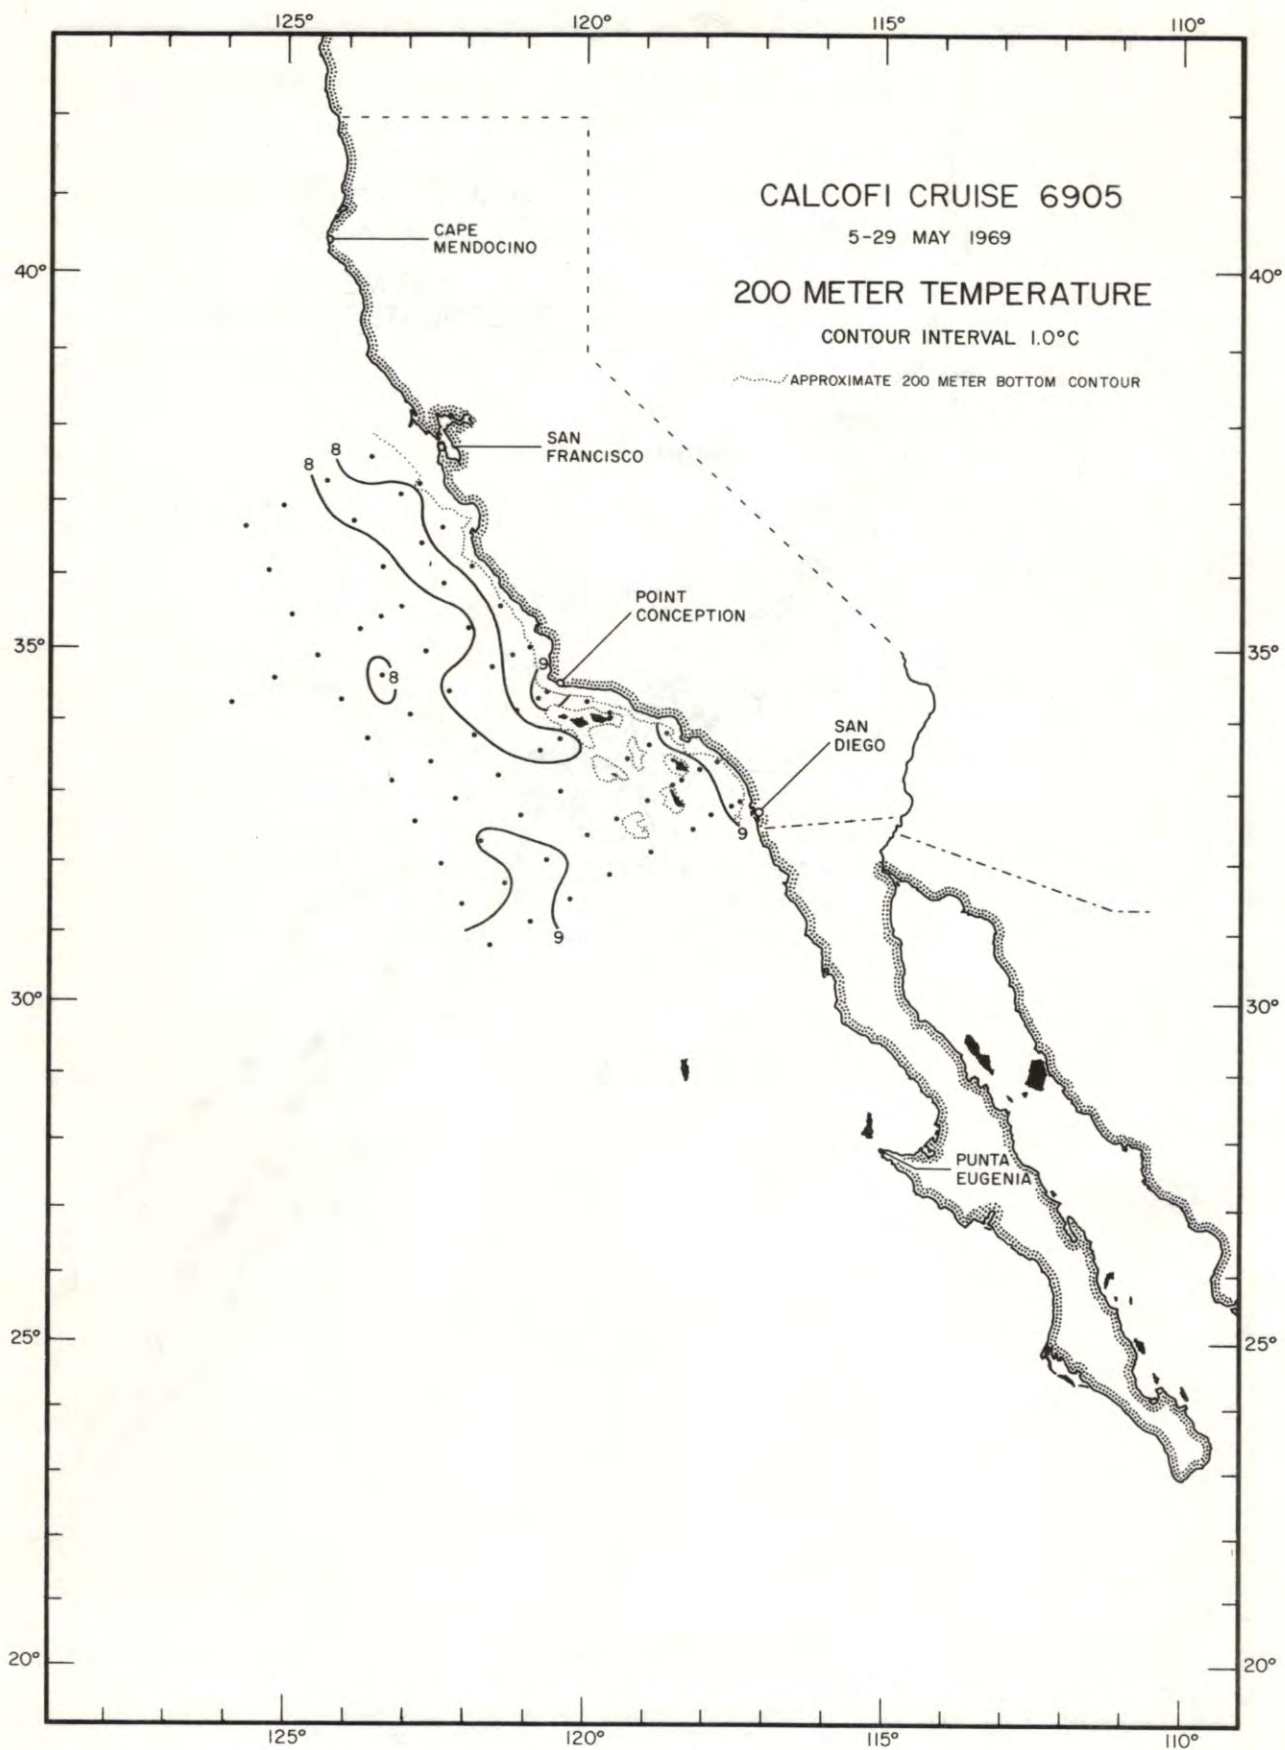 125° 120° 115° 110°
CALCOFI CRUISE 6905
5-29 MAY 1969
CAPE
MENDOCINO
40° 40°
200 METER TEMPERATURE
CONTOUR INTERVAL 1.0°C
APPROXIMATE 200 METER BOTTOM CONTOUR
SAN
FRANCISCO
8
8
POINT
CONCEPTION
35° 35°
9
8
SAN
DIEGO
9
9
30° 30°
PUNTA
EUGENIA
25° 25°
20° 20°
125° 120° 115° 110°